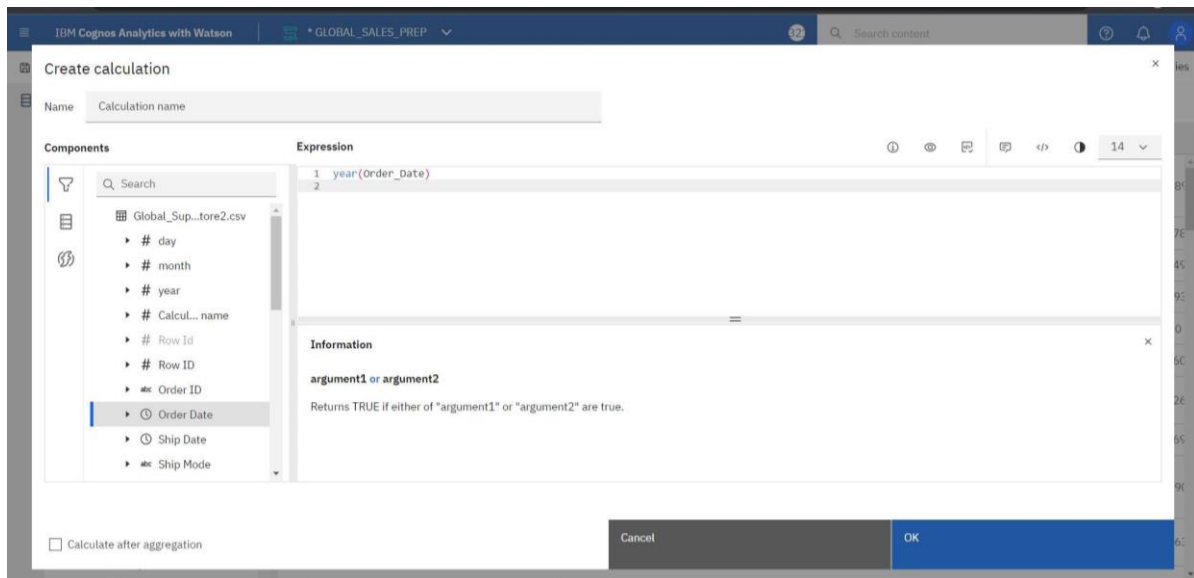 IBM Cognos Analytics with Watson
* GLOBAL_SALES_PREP
Search content
ies
Create calculation
Name
Calculation name
Components
Expression
14
Search
Global_Sup...tore2.csv
# day
# month
# year
# Calcul... name
# Row Id
# Row ID
abc Order ID
Order Date
Ship Date
abc Ship Mode
1 year(Order_Date)
2
Information
argument1 or argument2
Returns TRUE if either of "argument1" or "argument2" are true.
Calculate after aggregation
Cancel
OK